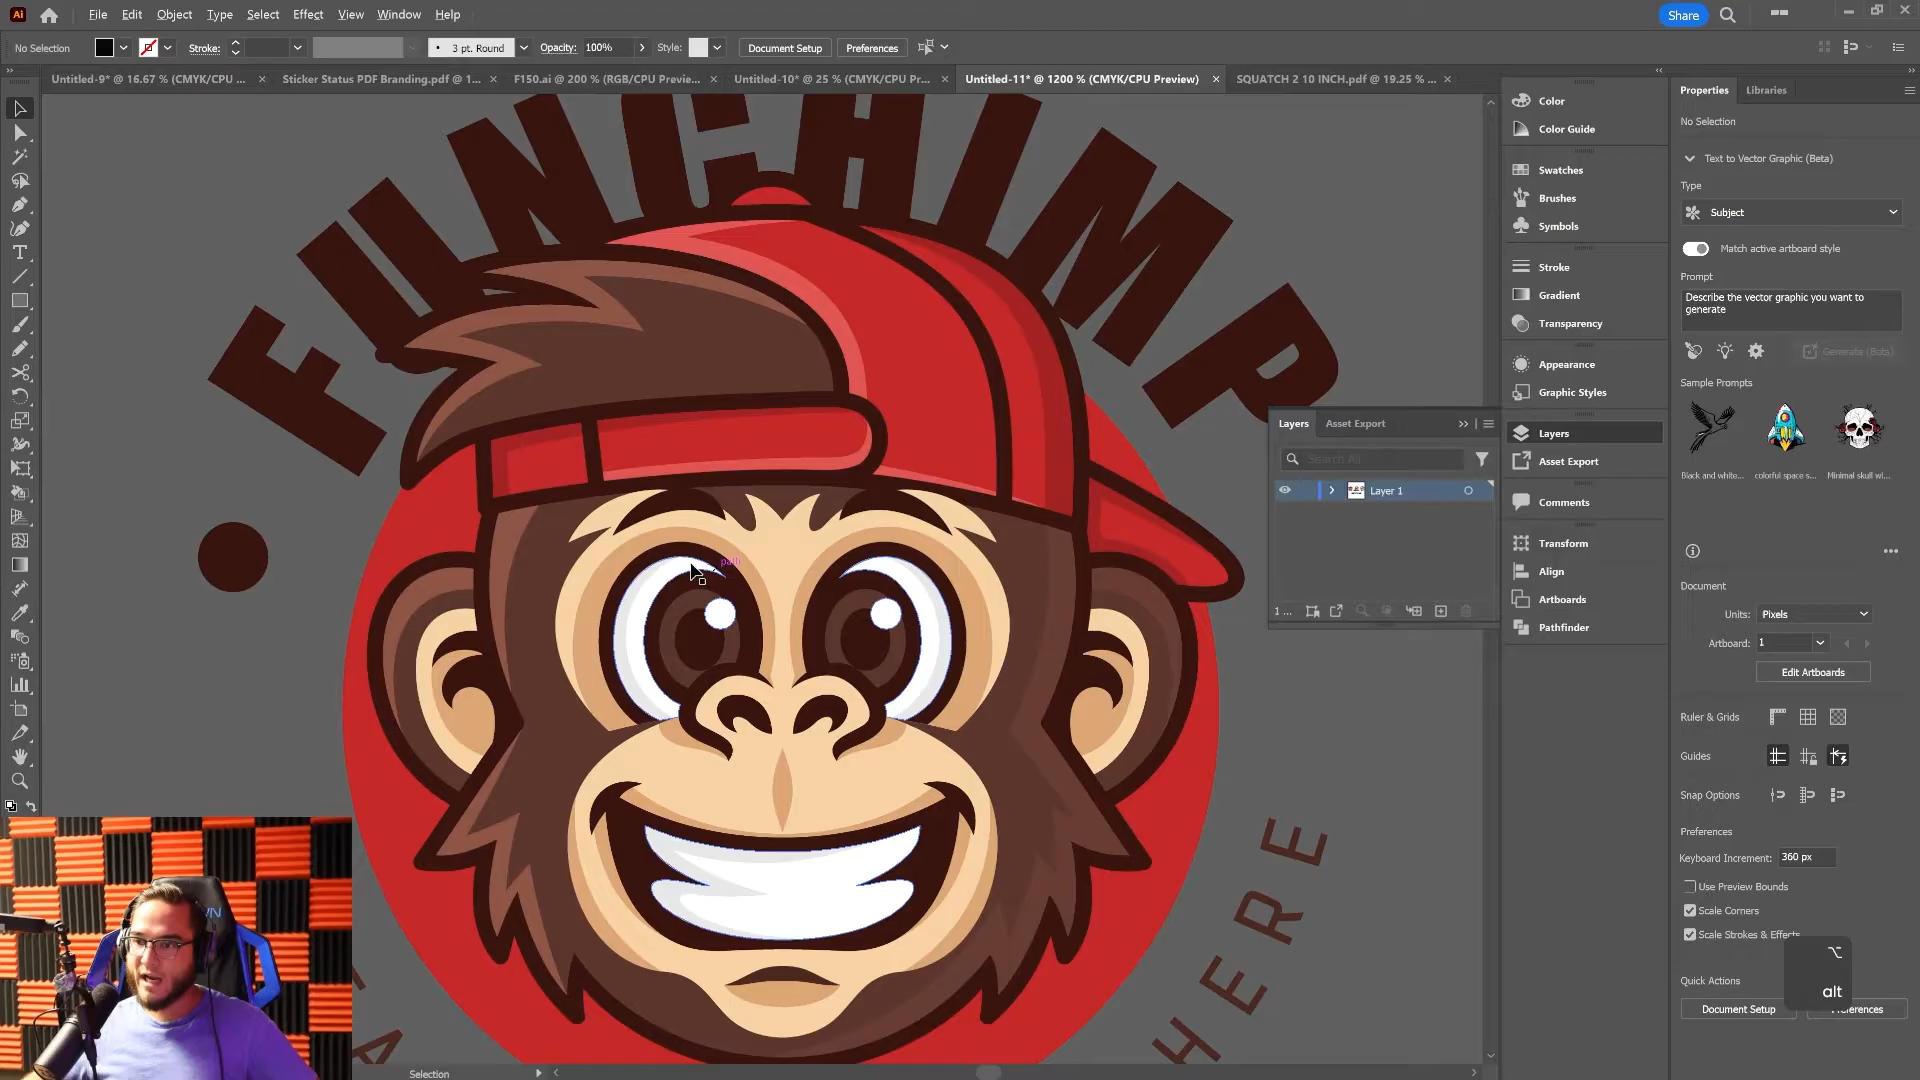 Ai File Edit Object Type Select Effect View Window Help Share
No Selection Stroke: 3 pt. Round Opacity: 100% Style: Document Setup Preferences
Untitled-9* @ 16.67 % (CMYK/CPU ... Sticker Status PDF Branding.pdf @ 1... F150.ai @ 200 % (RGB/CPU Previe... Untitled-10* @ 25 % (CMYK/CPU Pr... Untitled-11* @ 1200 % (CMYK/CPU Preview) SQUATCH 2 10 INCH.pdf @ 19.25 % ...
FUNCHIMP
path
HERE
A
WN
Layers Asset Export
Search All
Layer 1
1 ...
Selection
Color
Color Guide
Swatches
Brushes
Symbols
Stroke
Gradient
Transparency
Appearance
Graphic Styles
Layers
Asset Export
Comments
Transform
Align
Artboards
Pathfinder
Properties Libraries
No Selection
Text to Vector Graphic (Beta)
Type
Subject
Match active artboard style
Prompt
Describe the vector graphic you want to
generate
Generate (Beta)
Sample Prompts
Black and white... colorful space s... Minimal skull wi...
Document
Units: Pixels
Artboard: 1
Edit Artboards
Ruler & Grids
Guides
Snap Options
Preferences
Keyboard Increment: 360 px
Use Preview Bounds
Scale Corners
Scale Strokes & Effects
Quick Actions
alt
Document Setup Preferences